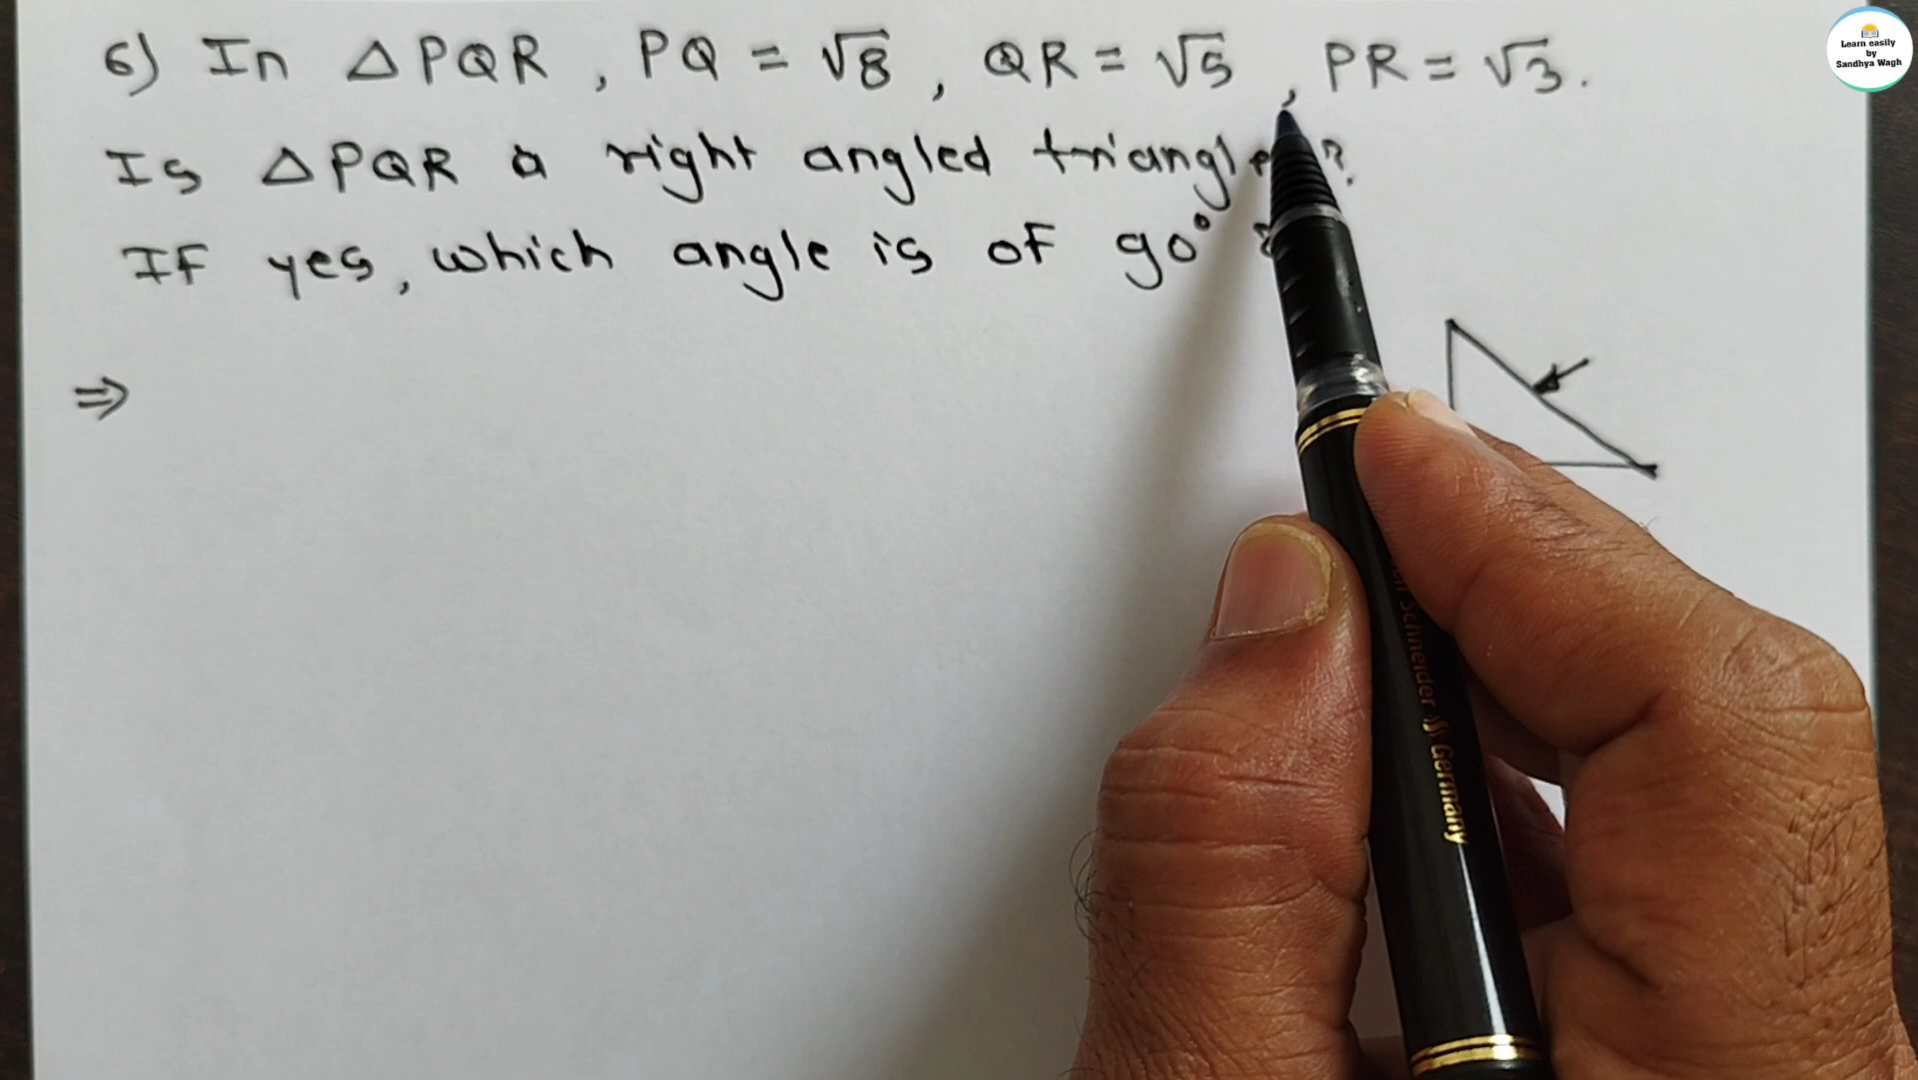 6) In △PQR, PQ = √8, QR = √5, PR = √3.
Is △PQR a right angled triangle?
If yes, which angle is of 90° ?
⇒
Learn easily
by
Sandhya Wagh
Schneider
Germany